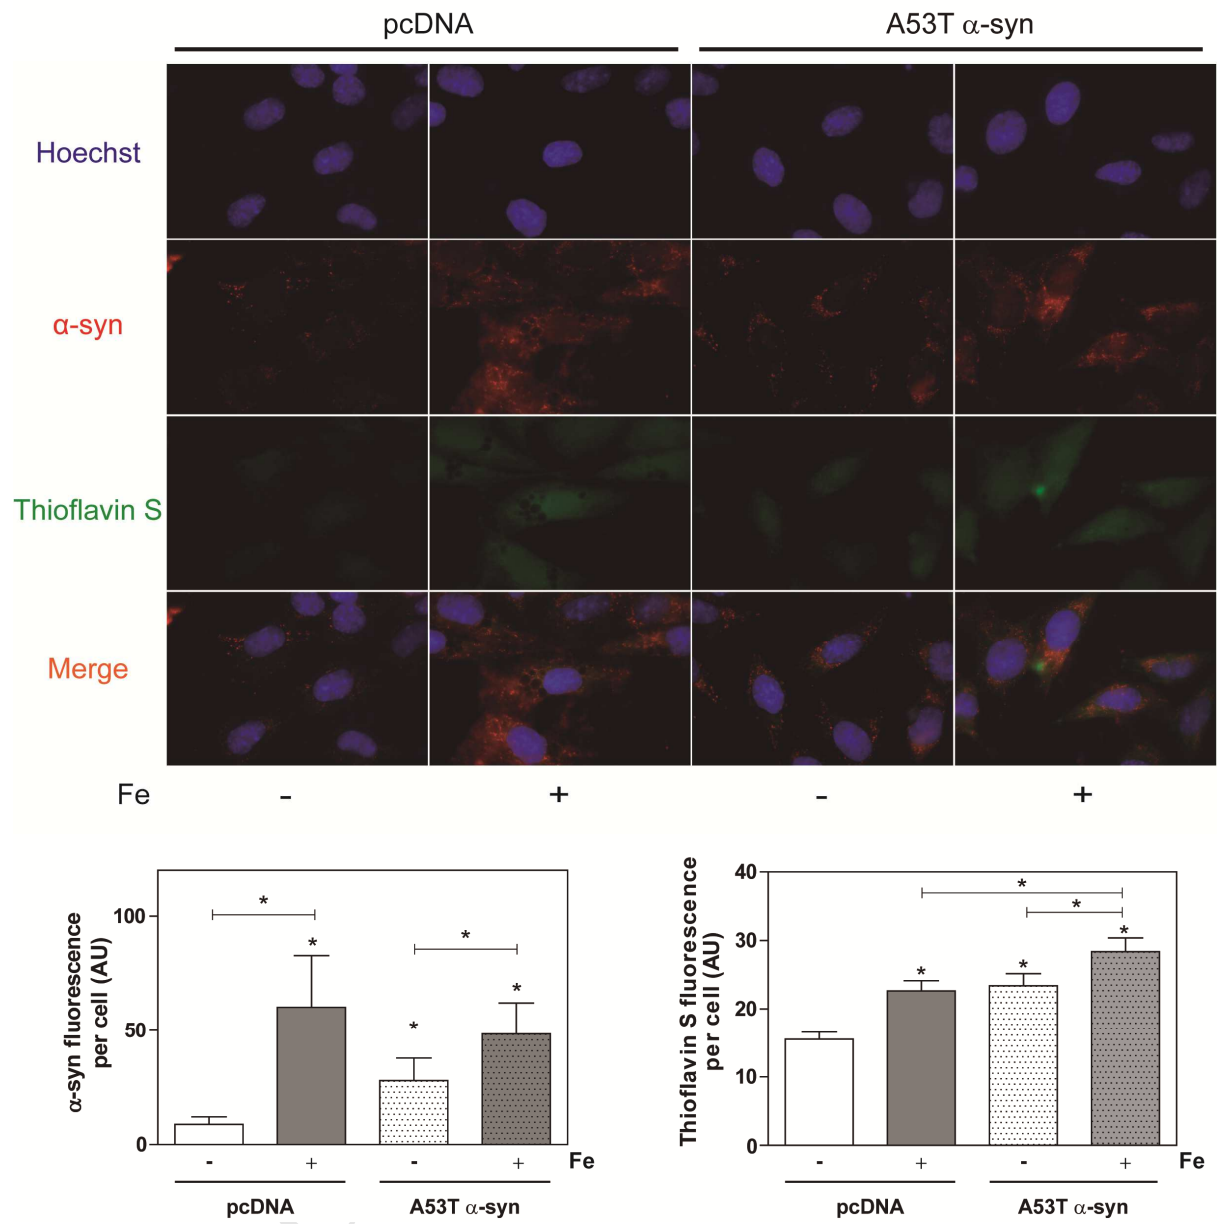 pcDNA
A53T α-syn
Hoechst
α-syn
Thioflavin S
Merge
Fe - + - +
α-syn fluorescence
per cell (AU)
100
50
0
*
*
*
*
*
- + - + Fe
pcDNA
A53T α-syn
Thioflavin S fluorescence
per cell (AU)
40
30
20
10
0
*
*
*
*
*
- + - + Fe
pcDNA
A53T α-syn